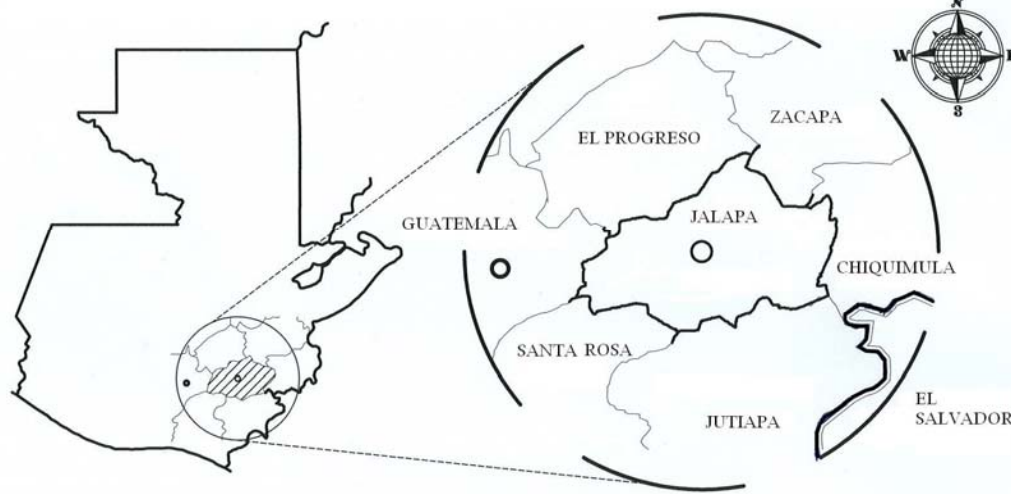 N
W
E
S
ZACAPA
EL PROGRESO
GUATEMALA
JALAPA
CHIQUIMULA
SANTA ROSA
JUTIAPA
EL
SALVADOR